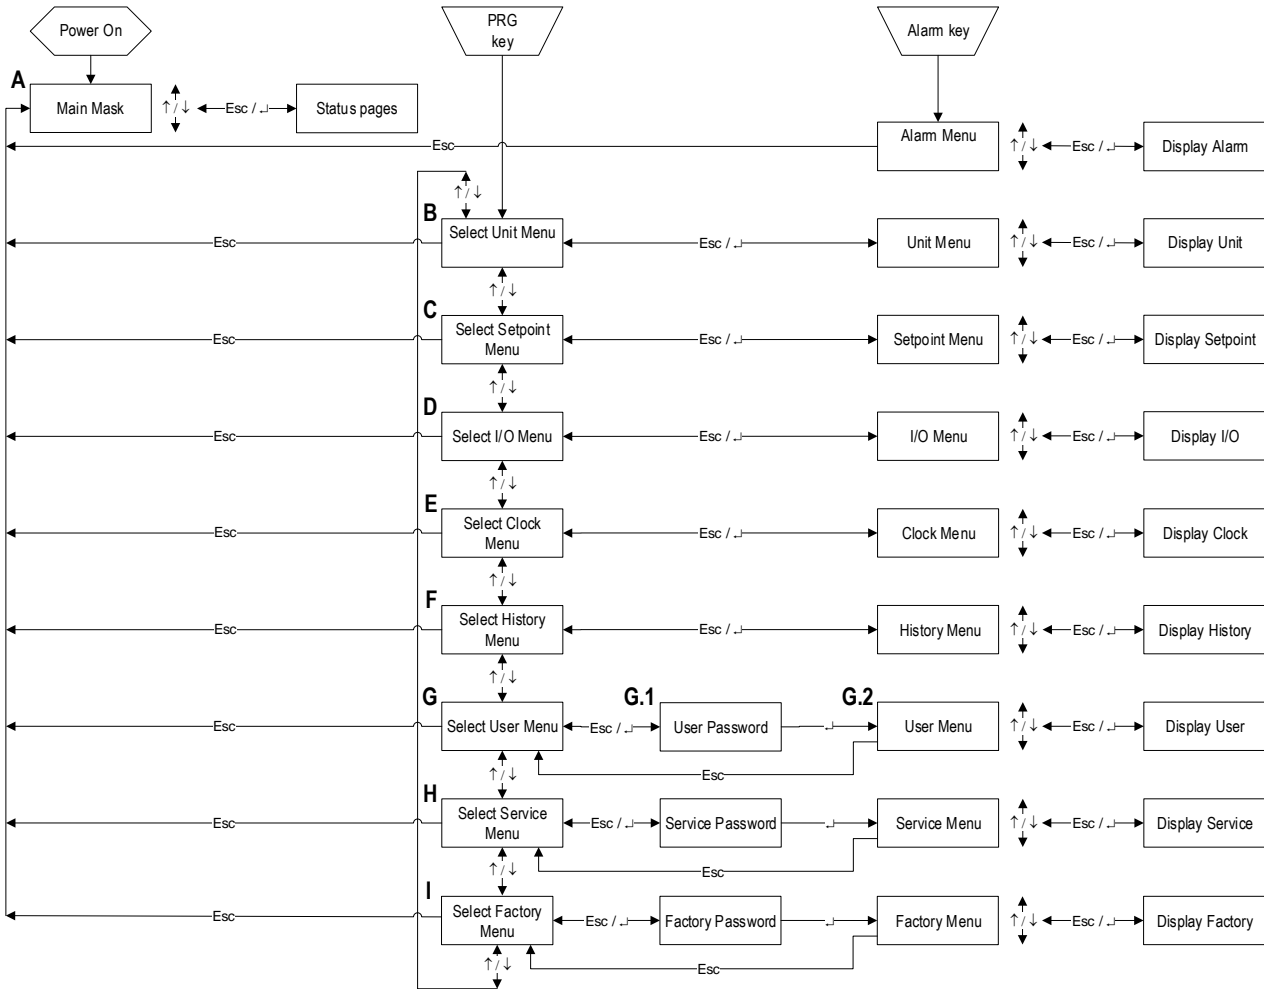 Power On
PRG
key
Alarm key
A
Main Mask
↑ / ↓
Esc / ↵
Status pages
Alarm Menu
↑ / ↓
Esc / ↵
Display Alarm
Esc
↑ / ↓
B
Select Unit Menu
Esc
Esc / ↵
Unit Menu
↑ / ↓
Esc / ↵
Display Unit
↑ / ↓
C
Select Setpoint
Menu
Esc
Esc / ↵
Setpoint Menu
↑ / ↓
Esc / ↵
Display Setpoint
↑ / ↓
D
Select I/O Menu
Esc
Esc / ↵
I/O Menu
↑ / ↓
Esc / ↵
Display I/O
↑ / ↓
E
Select Clock
Menu
Esc
Esc / ↵
Clock Menu
↑ / ↓
Esc / ↵
Display Clock
↑ / ↓
F
Select History
Menu
Esc
Esc / ↵
History Menu
↑ / ↓
Esc / ↵
Display History
↑ / ↓
G
Select User Menu
Esc
Esc / ↵
G.1
User Password
↵
G.2
User Menu
↑ / ↓
Esc / ↵
Display User
Esc
↑ / ↓
H
Select Service
Menu
Esc
Esc / ↵
Service Password
↵
Service Menu
↑ / ↓
Esc / ↵
Display Service
Esc
↑ / ↓
I
Select Factory
Menu
Esc
Esc / ↵
Factory Password
↵
Factory Menu
↑ / ↓
Esc / ↵
Display Factory
Esc
↑ / ↓